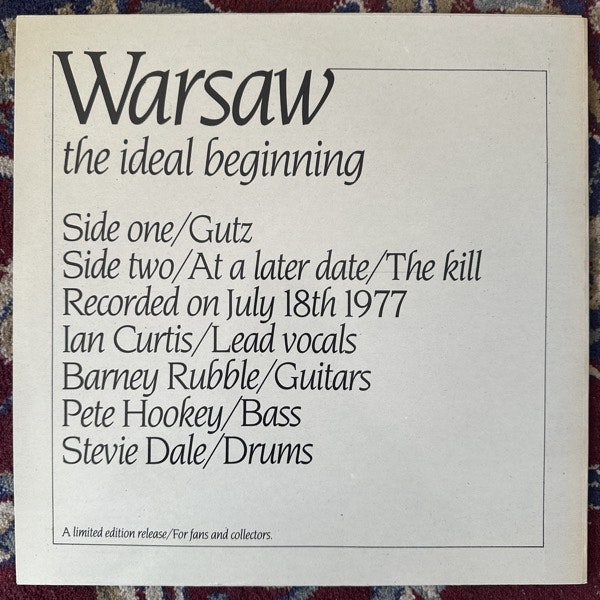 Warsaw
the ideal beginning
Side one/Gutz
Side two/At a later date/The kill
Recorded on July 18th 1977
Ian Curtis/Lead vocals
Barney Rubble/Guitars
Pete Hookey/Bass
Stevie Dale/Drums
A limited edition release/For fans and collectors.